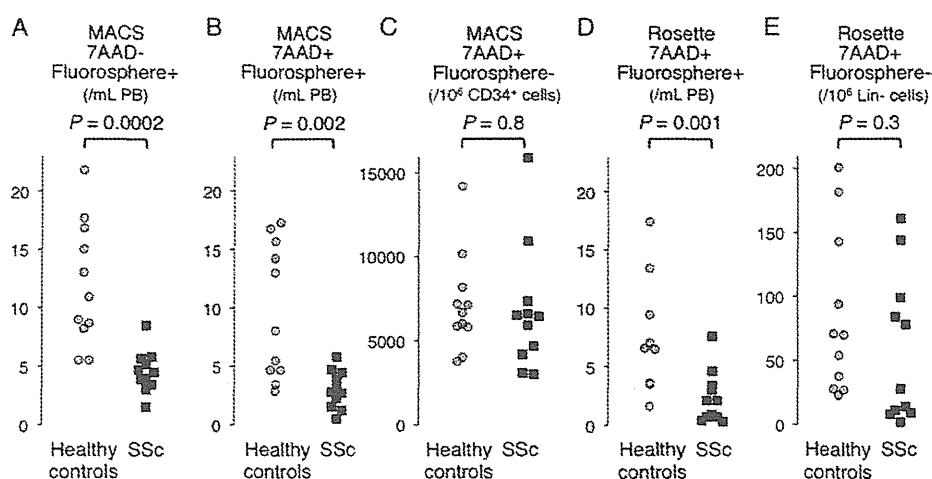 A
MACS
7AAD-
Fluorosphere+
(/mL PB)
P = 0.0002
20
15
10
5
0
Healthy controls
SSc
B
MACS
7AAD+
Fluorosphere+
(/mL PB)
P = 0.002
20
15
10
5
0
Healthy controls
SSc
C
MACS
7AAD+
Fluorosphere-
(/10⁶ CD34⁺ cells)
P = 0.8
15000
10000
5000
0
Healthy controls
SSc
D
Rosette
7AAD+
Fluorosphere+
(/mL PB)
P = 0.001
20
15
10
5
0
Healthy controls
SSc
E
Rosette
7AAD+
Fluorosphere-
(/10⁶ Lin- cells)
P = 0.3
200
150
100
50
0
Healthy controls
SSc